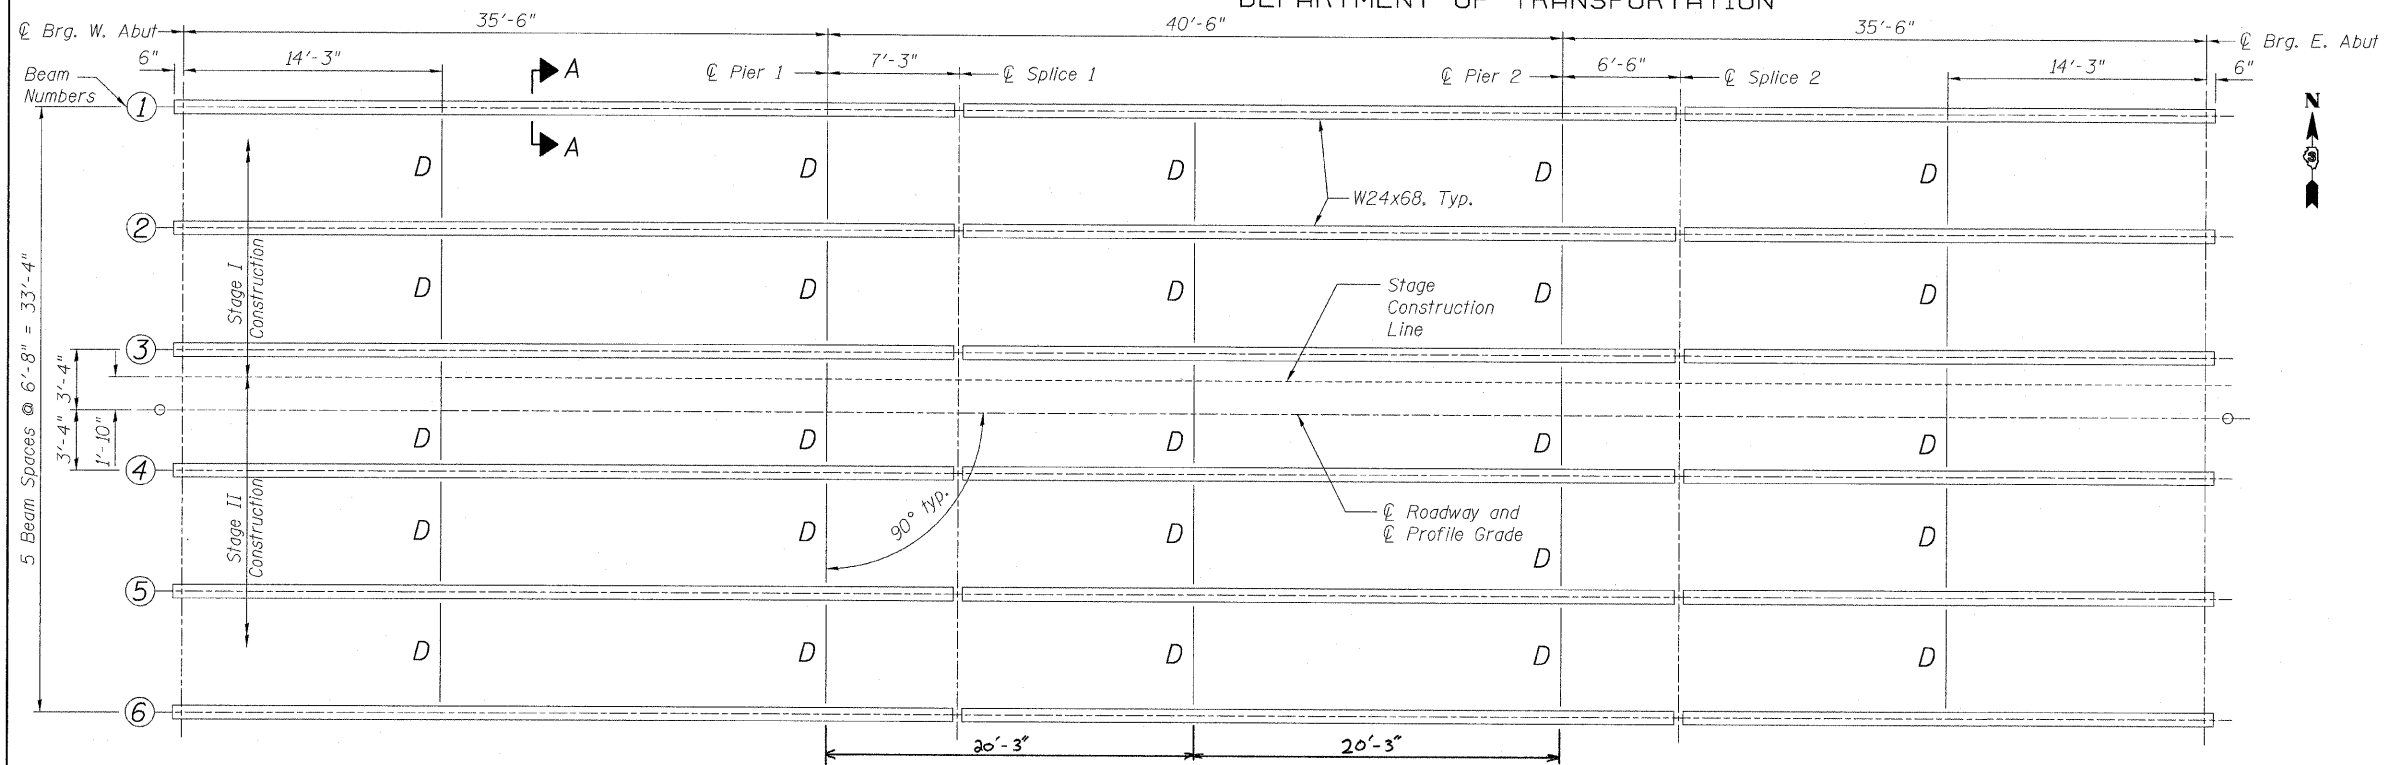 DEPARTMENT OF TRANSPORTATION
35'-6" 40'-6" 35'-6"
℄ Brg. W. Abut ℄ Brg. E. Abut
6" 14'-3" A ℄ Pier 1 7'-3" ℄ Splice 1 ℄ Pier 2 6'-6" ℄ Splice 2 14'-3" 6"
Beam
Numbers
N
1
A
D D D D D
W24x68, Typ.
2
Stage I
Construction
D D D D D
Stage
Construction
Line
3
5 Beam Spaces @ 6'-8" = 33'-4"
3'-4"
3'-4"
1'-10"
D D D D D
4
Stage II
Construction
90° typ.
℄ Roadway and
℄ Profile Grade
D D D D D
5
D D D D D
6
20'-3" 20'-3"